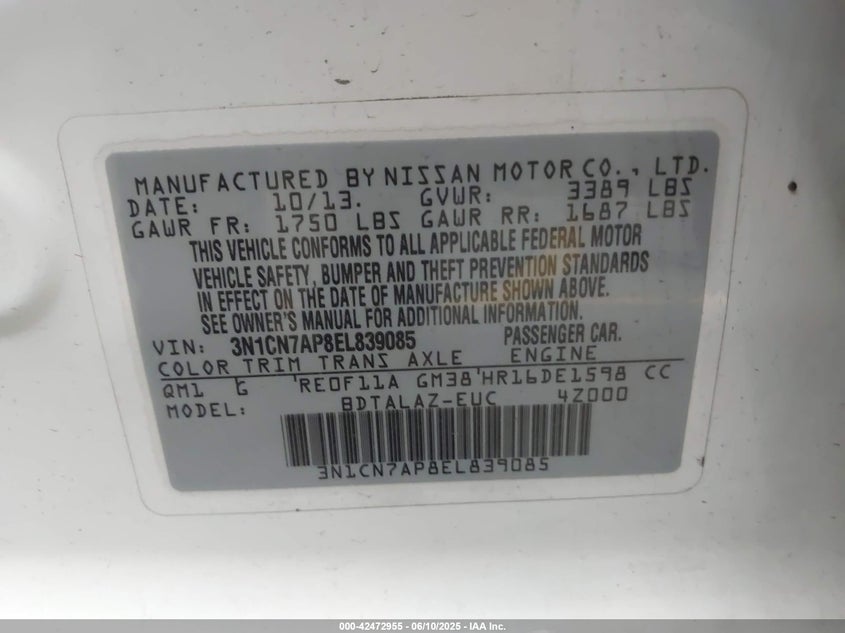 MANUFACTURED BY NISSAN MOTOR CO., LTD.
DATE: 10/13. GVWR: 3389 LBS
GAWR FR: 1750 LBS GAWR RR: 1687 LBS
THIS VEHICLE CONFORMS TO ALL APPLICABLE FEDERAL MOTOR
VEHICLE SAFETY, BUMPER AND THEFT PREVENTION STANDARDS
IN EFFECT ON THE DATE OF MANUFACTURE SHOWN ABOVE.
SEE OWNER'S MANUAL FOR ADDITIONAL INFORMATION.
VIN: 3N1CN7AP8EL839085 PASSENGER CAR.
COLOR TRIM TRANS AXLE ENGINE
QM1 G 'RE0F11A GM38'HR16DE1598 CC
MODEL: BDTALAZ-EUC 4Z000
3N1CN7AP8EL839085
000-42472955 - 06/10/2025 - IAA Inc.